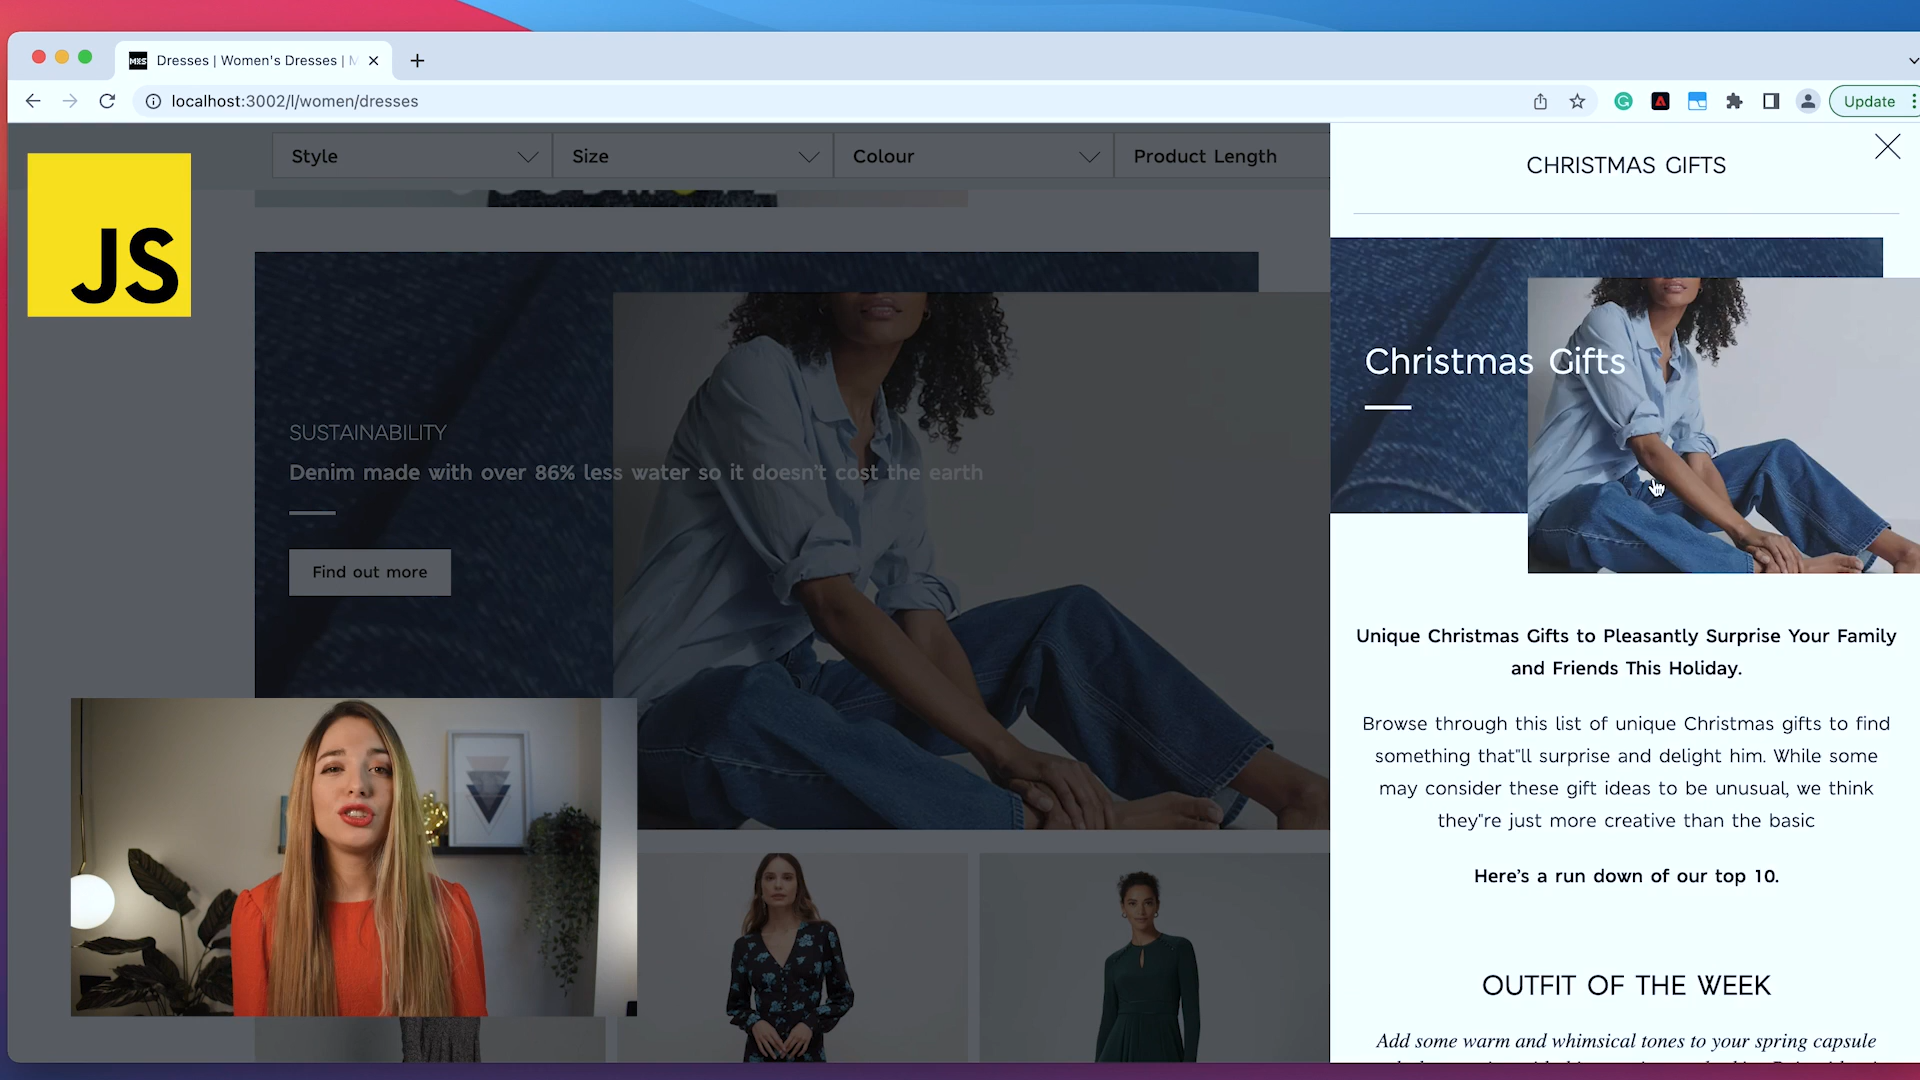 M&S Dresses | Women's Dresses |
localhost:3002/l/women/dresses
Update
Style
Size
Colour
Product Length
JS
SUSTAINABILITY
Denim made with over 86% less water so it doesn't cost the earth
Find out more
CHRISTMAS GIFTS
Christmas Gifts
Unique Christmas Gifts to Pleasantly Surprise Your Family
and Friends This Holiday.
Browse through this list of unique Christmas gifts to find
something that"ll surprise and delight him. While some
may consider these gift ideas to be unusual, we think
they"re just more creative than the basic
Here's a run down of our top 10.
OUTFIT OF THE WEEK
Add some warm and whimsical tones to your spring capsule